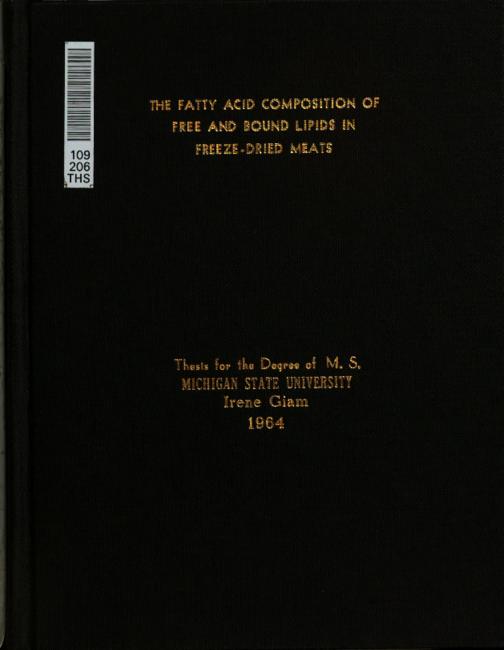 109
206
THS
THE FATTY ACID COMPOSITION OF
FREE AND BOUND LIPIDS IN
FREEZE-DRIED MEATS
Thesis for the Degree of M. S.
MICHIGAN STATE UNIVERSITY
Irene Giam
1964